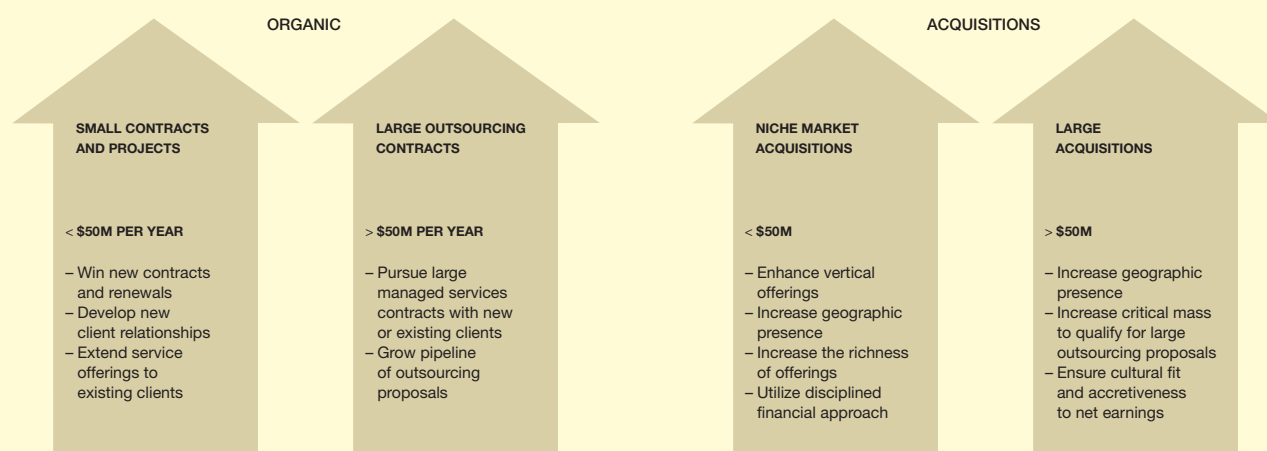 ORGANIC
SMALL CONTRACTS
AND PROJECTS
< $50M PER YEAR
– Win new contracts
and renewals
– Develop new
client relationships
– Extend service
offerings to
existing clients
LARGE OUTSOURCING
CONTRACTS
> $50M PER YEAR
– Pursue large
managed services
contracts with new
or existing clients
– Grow pipeline
of outsourcing
proposals
ACQUISITIONS
NICHE MARKET
ACQUISITIONS
< $50M
– Enhance vertical
offerings
– Increase geographic
presence
– Increase the richness
of offerings
– Utilize disciplined
financial approach
LARGE
ACQUISITIONS
> $50M
– Increase geographic
presence
– Increase critical mass
to qualify for large
outsourcing proposals
– Ensure cultural fit
and accretiveness
to net earnings